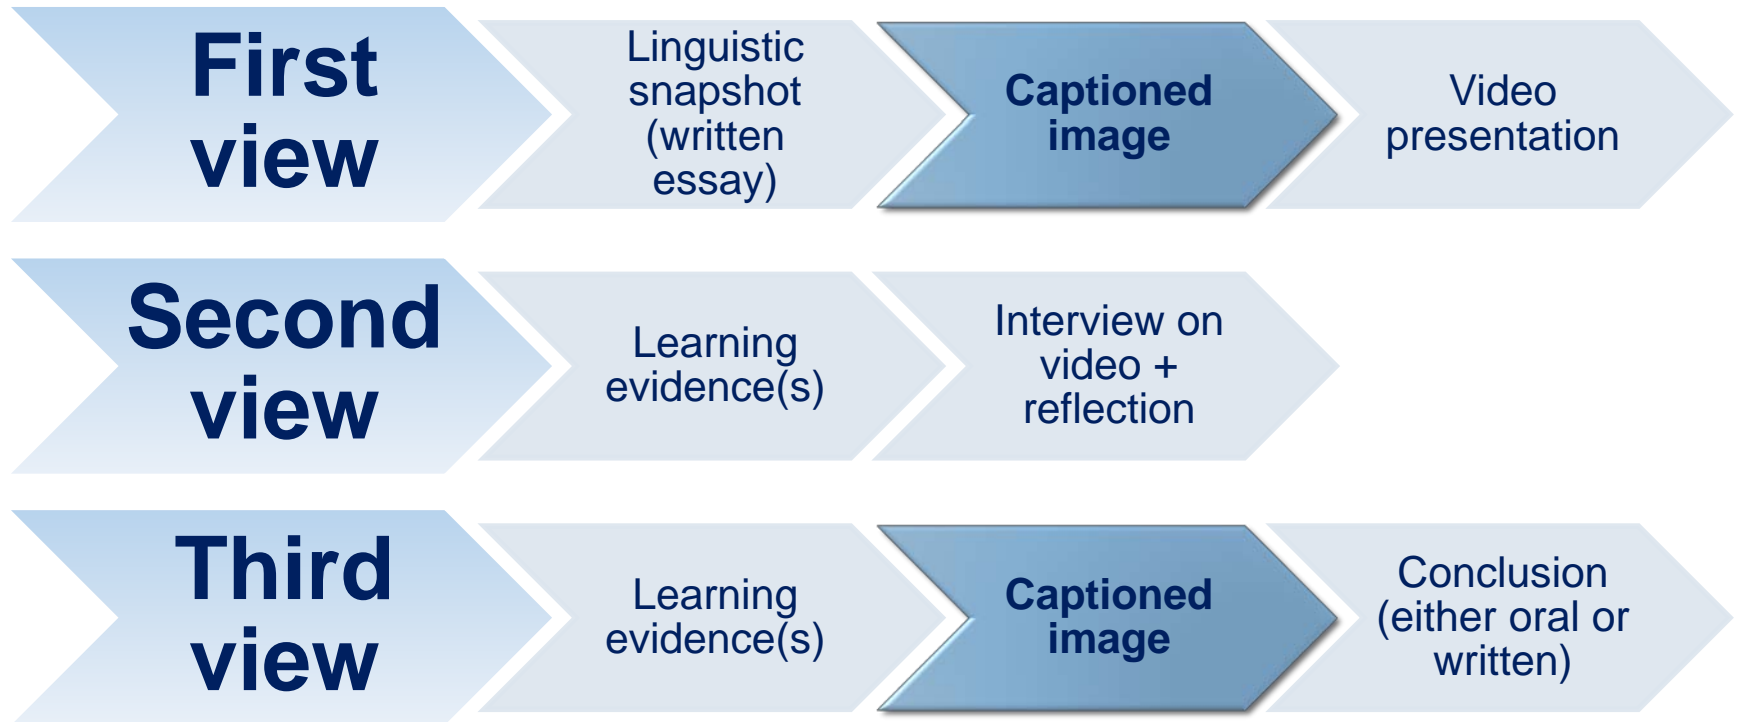 First
view
Linguistic
snapshot
(written
essay)
Captioned
image
Video
presentation
Second
view
Learning
evidence(s)
Interview on
video +
reflection
Third
view
Learning
evidence(s)
Captioned
image
Conclusion
(either oral or
written)